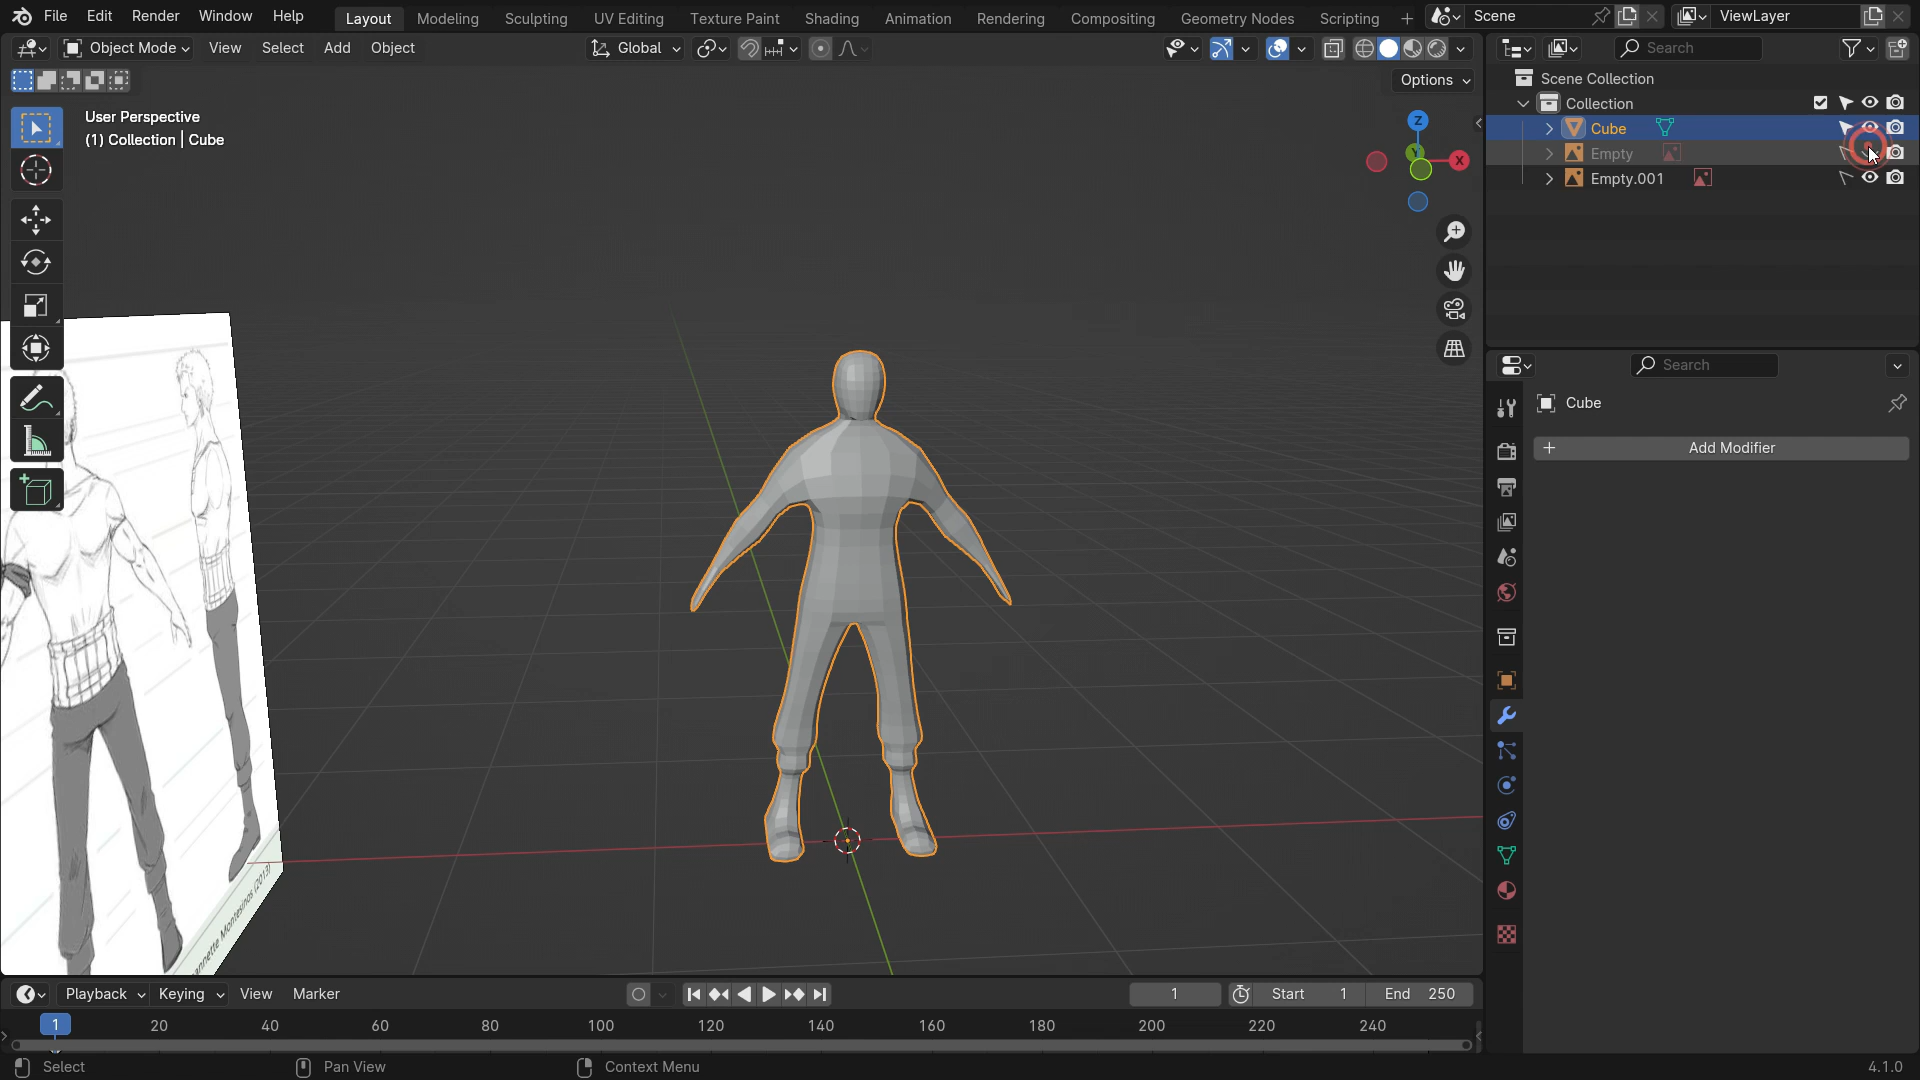 File Edit Render Window Help Layout Modeling Sculpting UV Editing Texture Paint Shading Animation Rendering Compositing Geometry Nodes Scripting + Scene ViewLayer
Object Mode View Select Add Object Global Search
Options
User Perspective
(1) Collection | Cube
Z
Y
X
Scene Collection
Collection
Cube
Empty
Empty.001
Search
Cube
+ Add Modifier
annette Montesinos (2013)
Playback Keying View Marker 1 Start 1 End 250
1 20 40 60 80 100 120 140 160 180 200 220 240
Select Pan View Context Menu 4.1.0